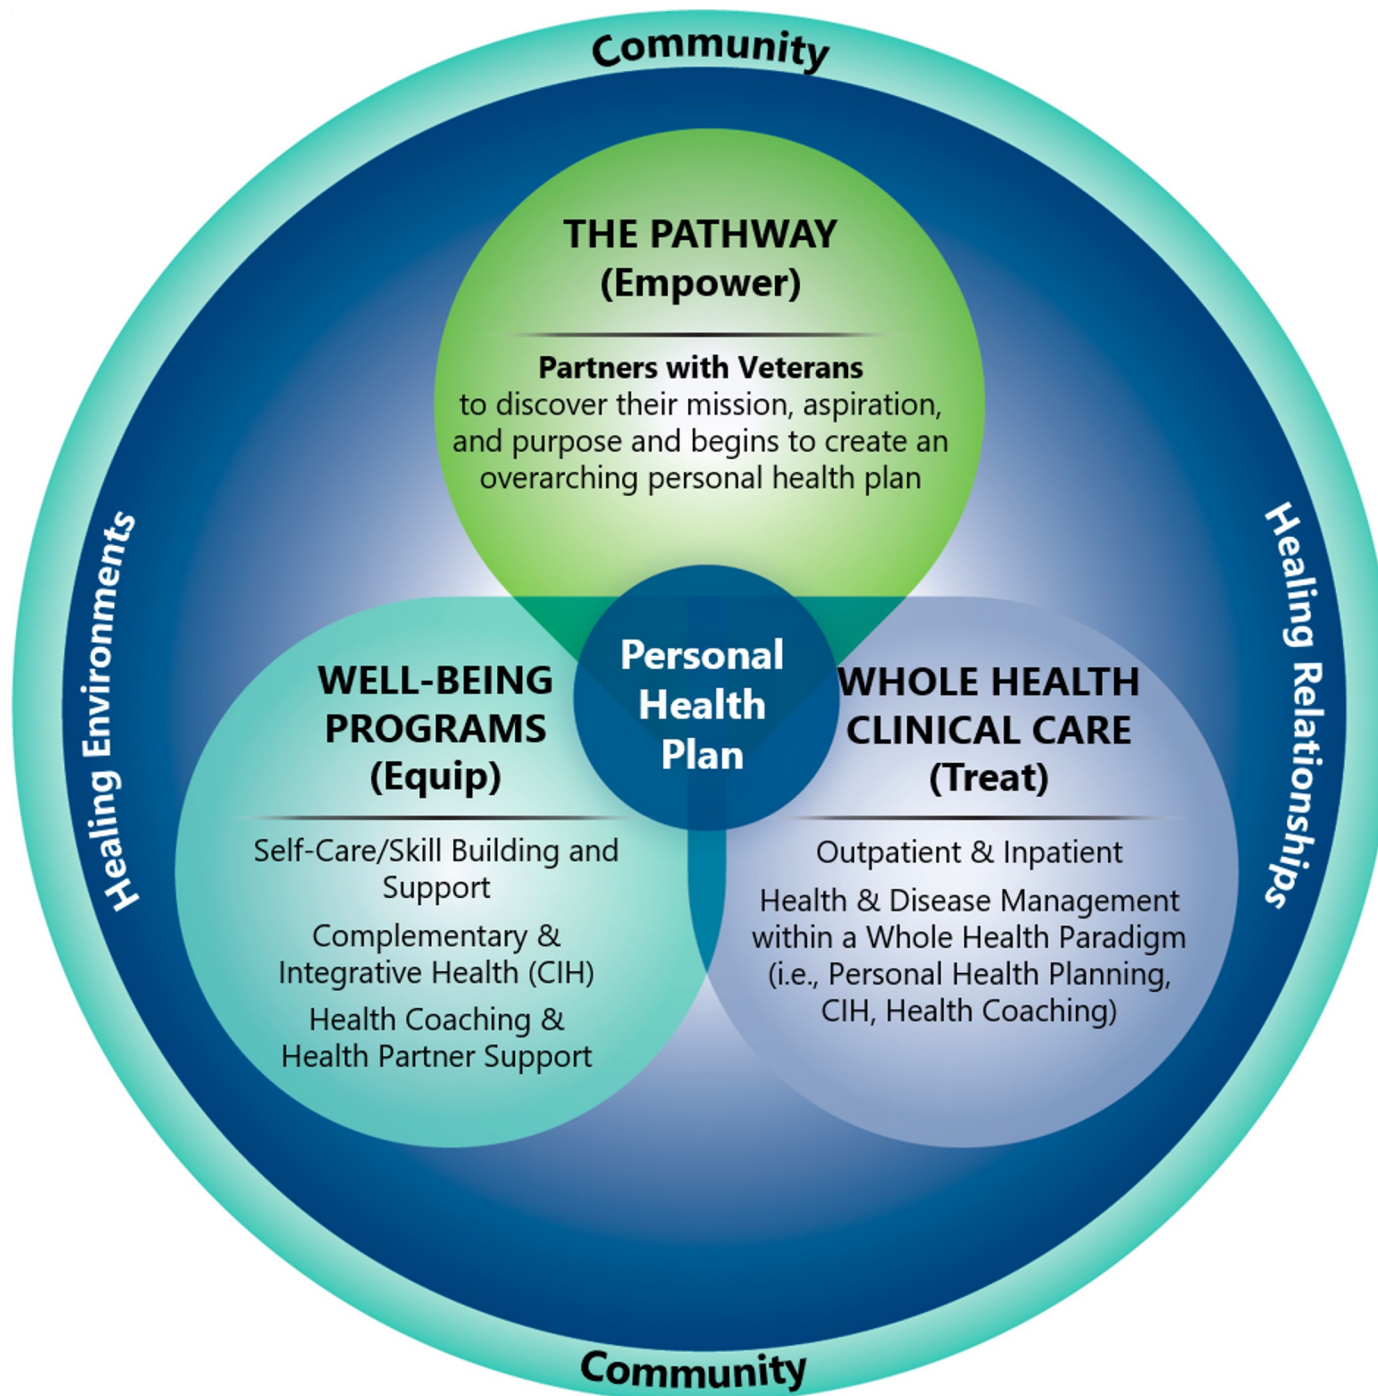 Community
THE PATHWAY
(Empower)
Partners with Veterans
to discover their mission, aspiration,
and purpose and begins to create an
overarching personal health plan
Healing Environments
Healing Relationships
Personal
Health
Plan
WELL-BEING
PROGRAMS
(Equip)
Self-Care/Skill Building and
Support
Complementary &
Integrative Health (CIH)
Health Coaching &
Health Partner Support
WHOLE HEALTH
CLINICAL CARE
(Treat)
Outpatient & Inpatient
Health & Disease Management
within a Whole Health Paradigm
(i.e., Personal Health Planning,
CIH, Health Coaching)
Community